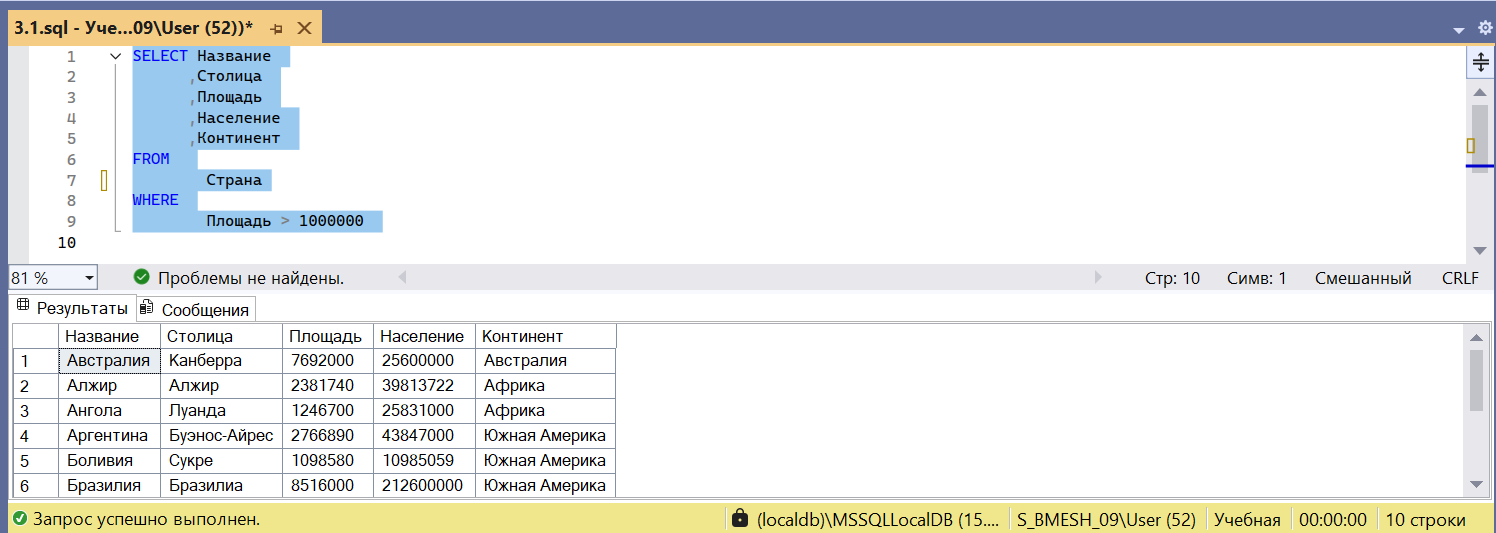 3.1.sql - Уче...09\User (52))*
1 SELECT Название
2 ,Столица
3 ,Площадь
4 ,Население
5 ,Континент
6 FROM
7 Страна
8 WHERE
9 Площадь > 1000000
10
81 % Проблемы не найдены. Стр: 10 Симв: 1 Смешанный CRLF
Результаты Сообщения
Название Столица Площадь Население Континент
1 Австралия Канберра 7692000 25600000 Австралия
2 Алжир Алжир 2381740 39813722 Африка
3 Ангола Луанда 1246700 25831000 Африка
4 Аргентина Буэнос-Айрес 2766890 43847000 Южная Америка
5 Боливия Сукре 1098580 10985059 Южная Америка
6 Бразилия Бразилиа 8516000 212600000 Южная Америка
Запрос успешно выполнен. (localdb)\MSSQLLocalDB (15.... S_BMESH_09\User (52) Учебная 00:00:00 10 строки